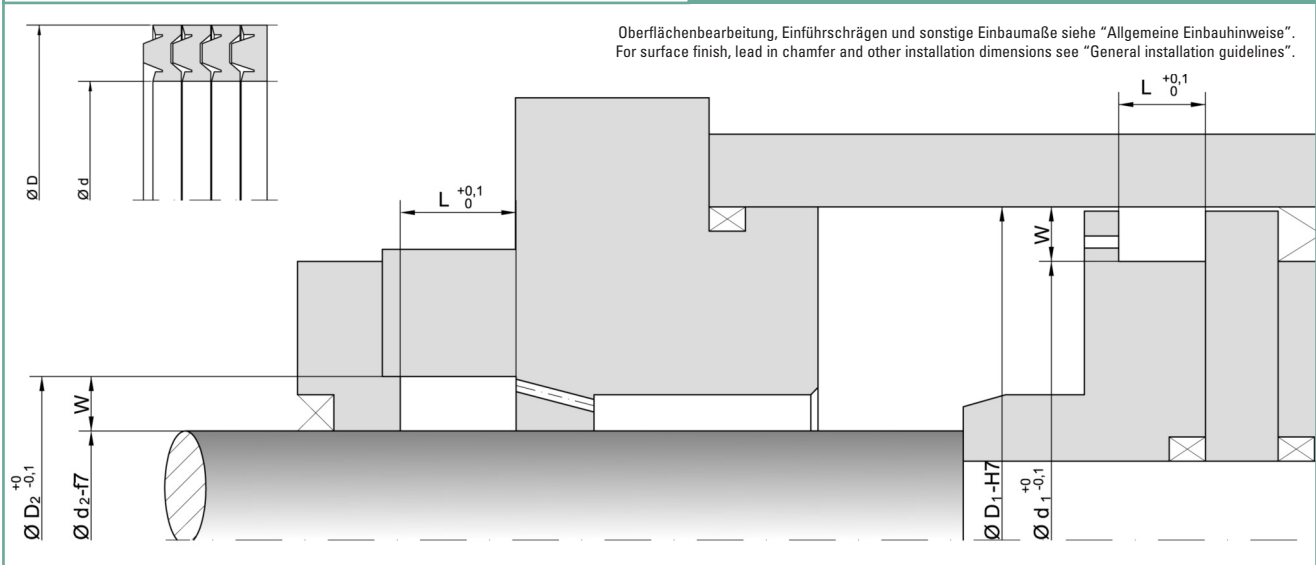 Oberflächenbearbeitung, Einführschrägen und sonstige Einbaumaße siehe “Allgemeine Einbauhinweise”.
For surface finish, lead in chamfer and other installation dimensions see “General installation guidelines”.
Ø D
Ø d
L +0,1 0
L +0,1 0
W
W
Ø D2 +0 -0,1
Ø d2-f7
Ø D1-H7
Ø d1 +0 -0,1